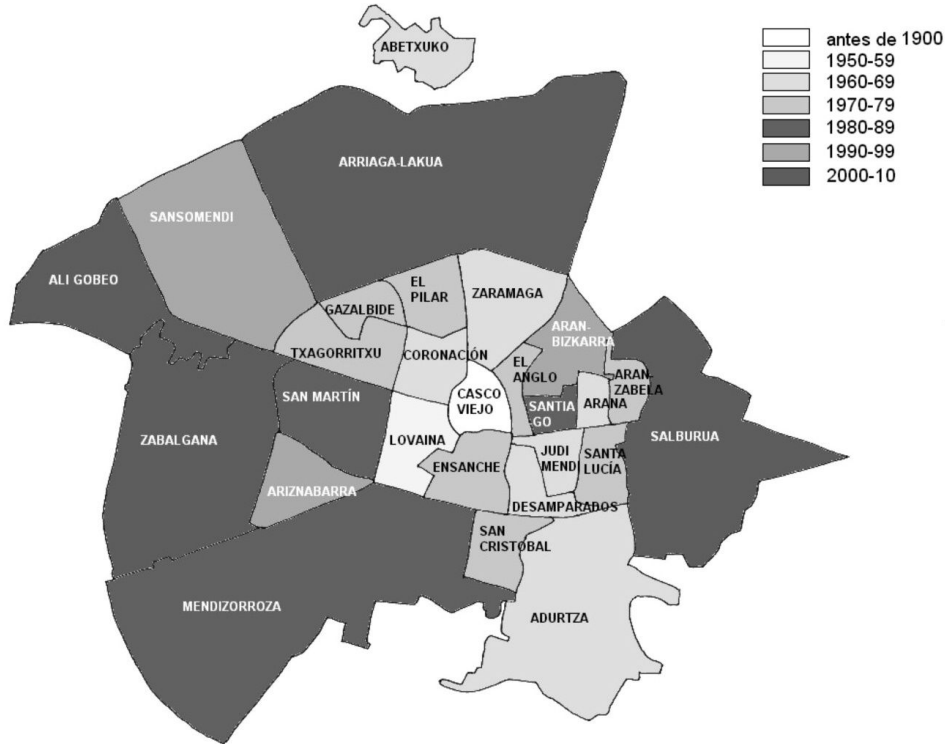 ABETXUKO
antes de 1900
1950-59
1960-69
1970-79
1980-89
1990-99
2000-10
ARRIAGA-LAKUA
SANSOMENDI
ALI GOBEO
EL
PILAR
ZARAMAGA
GAZALBIDE
ARAN-
BIZKARRA
TXAGORRITXU
CORONACIÓN
EL
ANGLO
ARAN-
ZABELA
SAN MARTÍN
CASCO
VIEJO
SANTIA
-GO
ARANA
ZABALGANA
LOVAINA
JUDI
MENDI
SANTA
LUCÍA
SALBURUA
ENSANCHE
ARIZNABARRA
DESAMPARADOS
SAN
CRISTÓBAL
MENDIZORROZA
ADURTZA